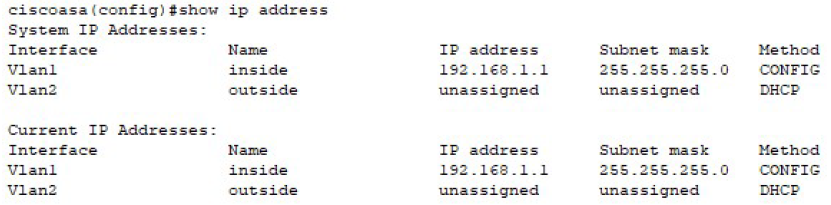 ciscoasa(config)#show ip address
System IP Addresses:
Interface Name IP address Subnet mask Method
Vlan1 inside 192.168.1.1 255.255.255.0 CONFIG
Vlan2 outside unassigned unassigned DHCP
Current IP Addresses:
Interface Name IP address Subnet mask Method
Vlan1 inside 192.168.1.1 255.255.255.0 CONFIG
Vlan2 outside unassigned unassigned DHCP